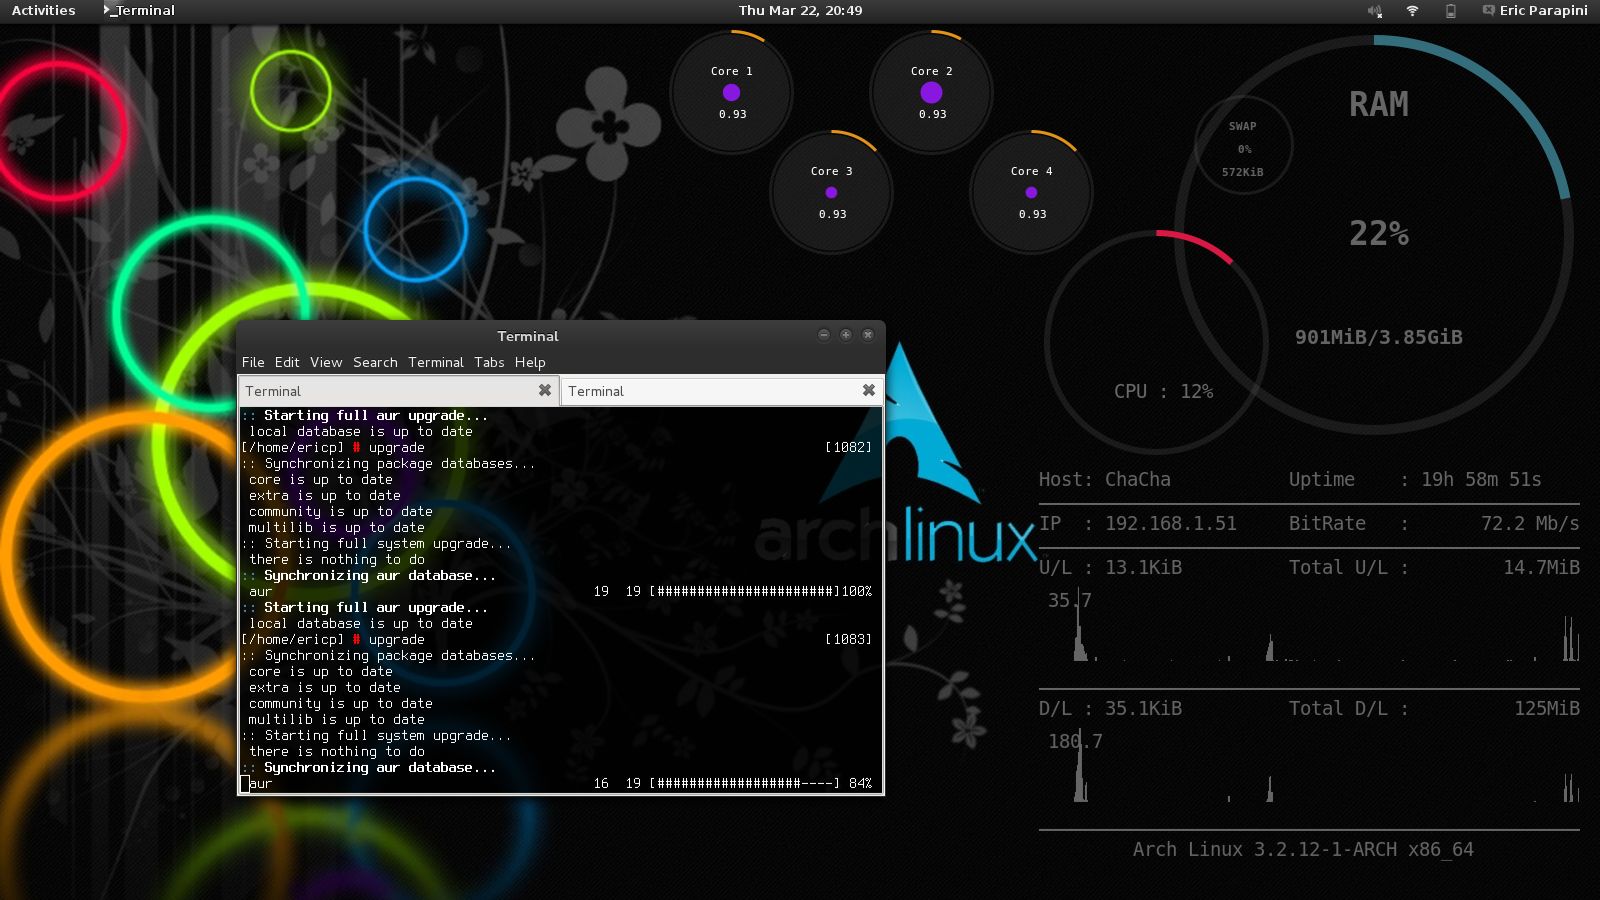 Activities Terminal Thu Mar 22, 20:49 Eric Parapini
Core 1
0.93
Core 2
0.93
Core 3
0.93
Core 4
0.93
RAM
SWAP
0%
572KiB
22%
901MiB/3.85GiB
CPU : 12%
Terminal
File Edit View Search Terminal Tabs Help
Terminal Terminal
:: Starting full aur upgrade...
local database is up to date
[/home/ericp] # upgrade [1082]
:: Synchronizing package databases...
core is up to date
extra is up to date
community is up to date
multilib is up to date
:: Starting full system upgrade...
there is nothing to do
:: Synchronizing aur database...
aur 19 19 [######################]100%
:: Starting full aur upgrade...
local database is up to date
[/home/ericp] # upgrade [1083]
:: Synchronizing package databases...
core is up to date
extra is up to date
community is up to date
multilib is up to date
:: Starting full system upgrade...
there is nothing to do
:: Synchronizing aur database...
aur 16 19 [##################----] 84%
archlinux
Host: ChaCha Uptime : 19h 58m 51s
IP : 192.168.1.51 BitRate : 72.2 Mb/s
U/L : 13.1KiB Total U/L : 14.7MiB
35.7
D/L : 35.1KiB Total D/L : 125MiB
180.7
Arch Linux 3.2.12-1-ARCH x86_64